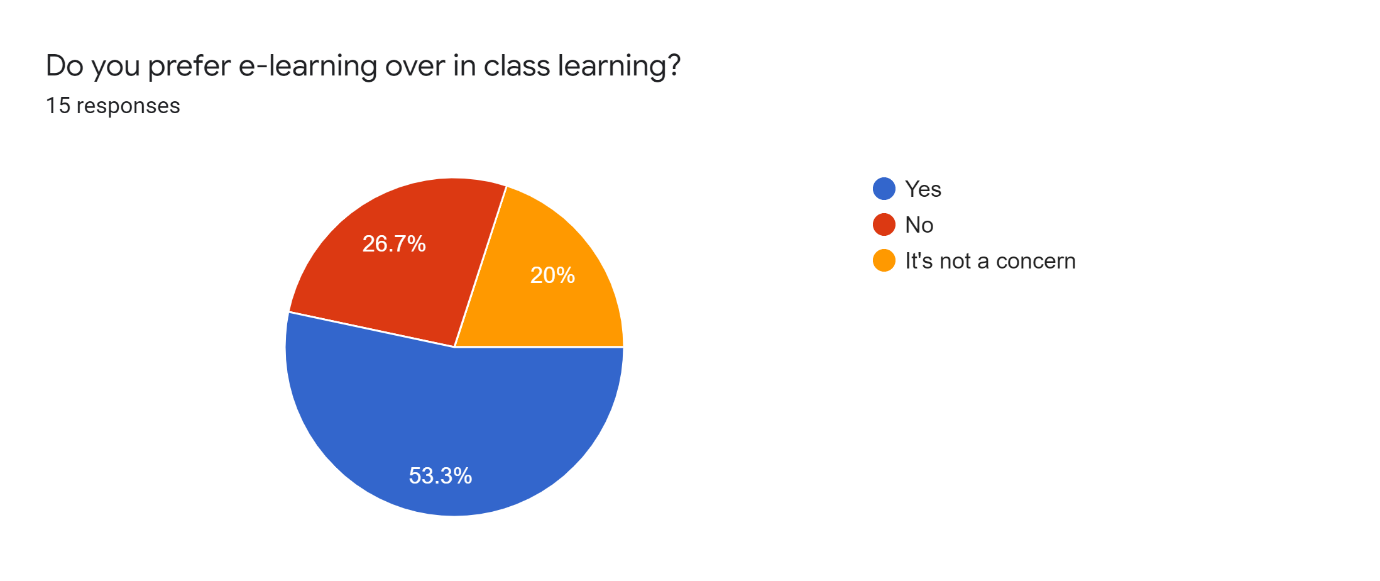 Do you prefer e-learning over in class learning?
15 responses
26.7%
20%
53.3%
Yes
No
It's not a concern